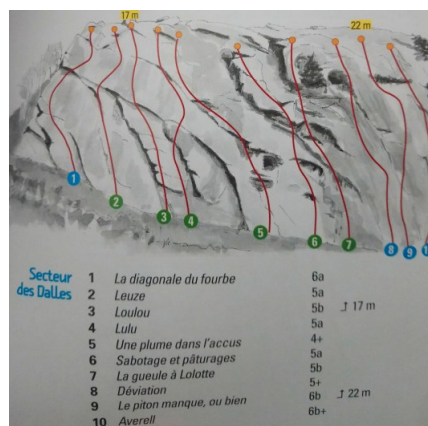 17 m
22 m
1
2
3
4
5
6
7
8
9
Secteur
des Dalles
1 La diagonale du fourbe 6a
2 Leuze 5a
3 Loulou 5b 17 m
4 Lulu 5a
5 Une plume dans l'accus 4+
6 Sabotage et pâturages 5a
7 La gueule à Lolotte 5b
8 Déviation 5+
9 Le piton manque, ou bien 6b 22 m
10 Averell 6b+